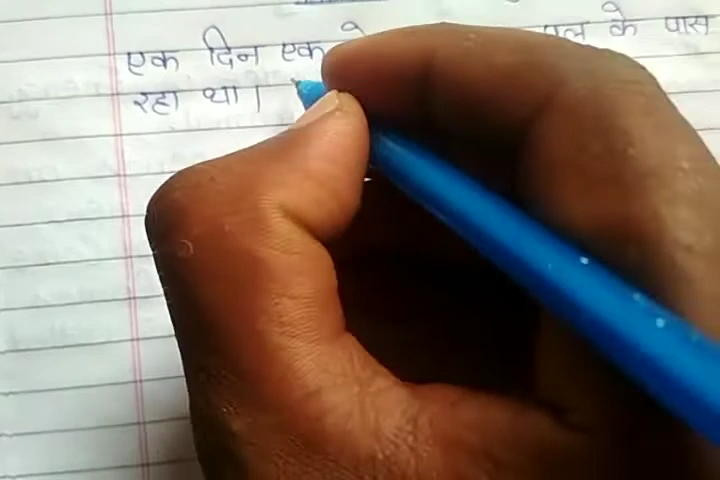 एक दिन एक के पास
रहा था।